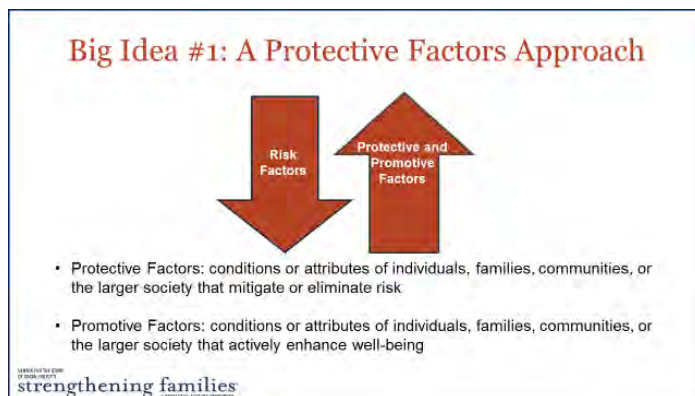 Big Idea #1: A Protective Factors Approach
Risk
Factors
Protective and
Promotive
Factors
• Protective Factors: conditions or attributes of individuals, families, communities, or
the larger society that mitigate or eliminate risk
• Promotive Factors: conditions or attributes of individuals, families, communities, or
the larger society that actively enhance well-being
strengthening families